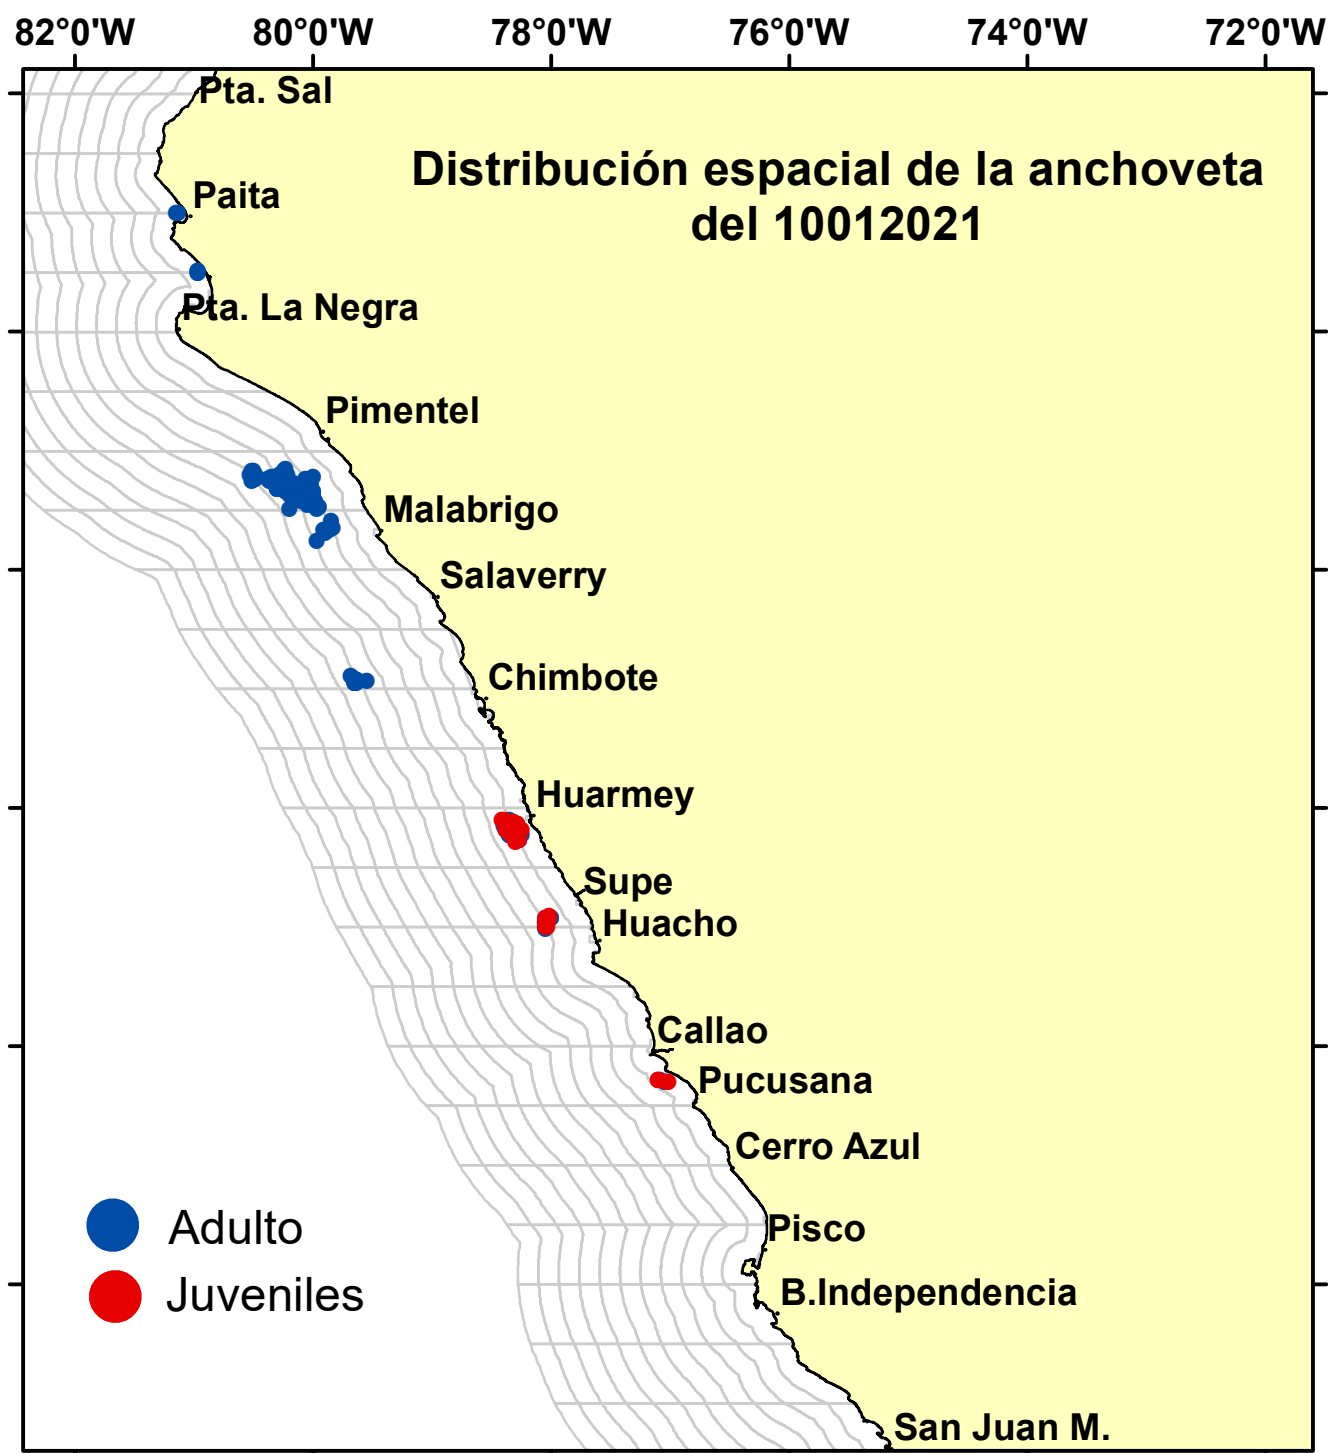 82°0'W 80°0'W 78°0'W 76°0'W 74°0'W 72°0'W
Pta. Sal
Distribución espacial de la anchoveta
del 10012021
Paita
Pta. La Negra
Pimentel
Malabrigo
Salaverry
Chimbote
Huarmey
Supe
Huacho
Callao
Pucusana
Cerro Azul
Pisco
B.Independencia
San Juan M.
Adulto
Juveniles